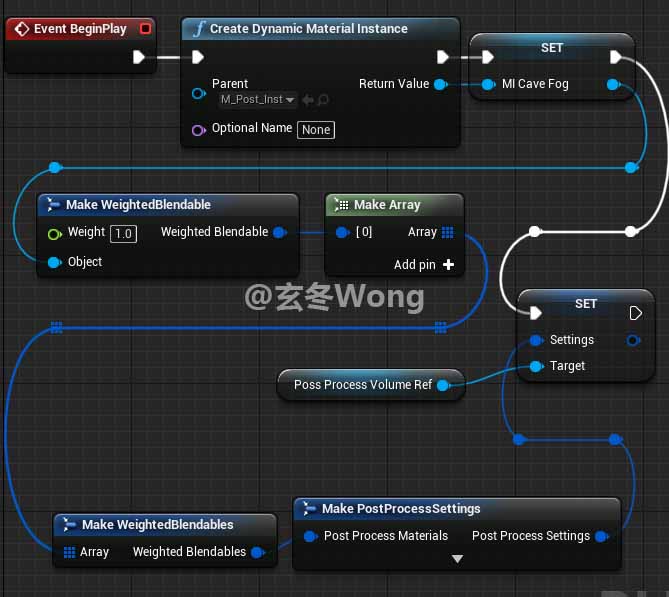 Event BeginPlay
Create Dynamic Material Instance
Parent
M_Post_Inst
Return Value
Optional Name None
SET
MI Cave Fog
Make WeightedBlendable
Weight 1.0 Weighted Blendable
Object
Make Array
[0] Array
Add pin
@玄冬Wong
SET
Settings
Target
Poss Process Volume Ref
Make WeightedBlendables
Array Weighted Blendables
Make PostProcessSettings
Post Process Materials Post Process Settings